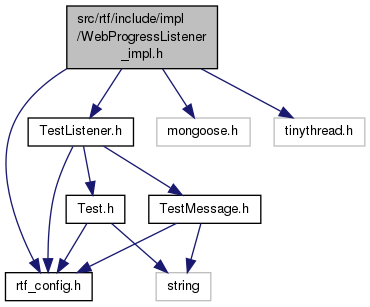 src/rtf/include/impl
/WebProgressListener
_impl.h
TestListener.h
mongoose.h
tinythread.h
Test.h
TestMessage.h
rtf_config.h
string